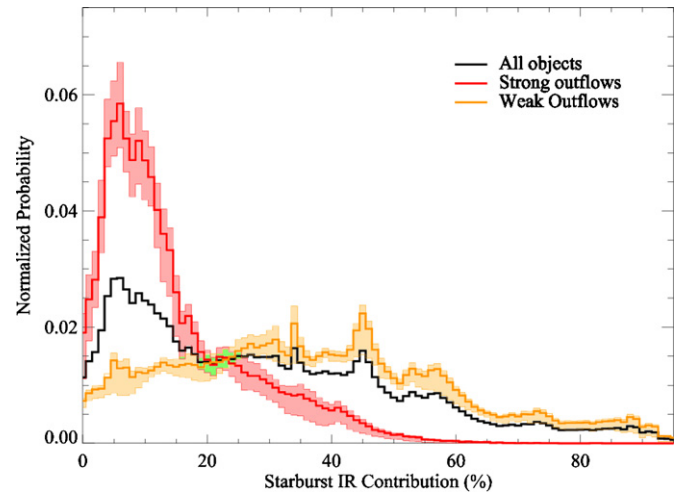 All objects
Strong outflows
Weak Outflows
Normalized Probability
0.06
0.04
0.02
0.00
0
20
40
60
80
Starburst IR Contribution (%)